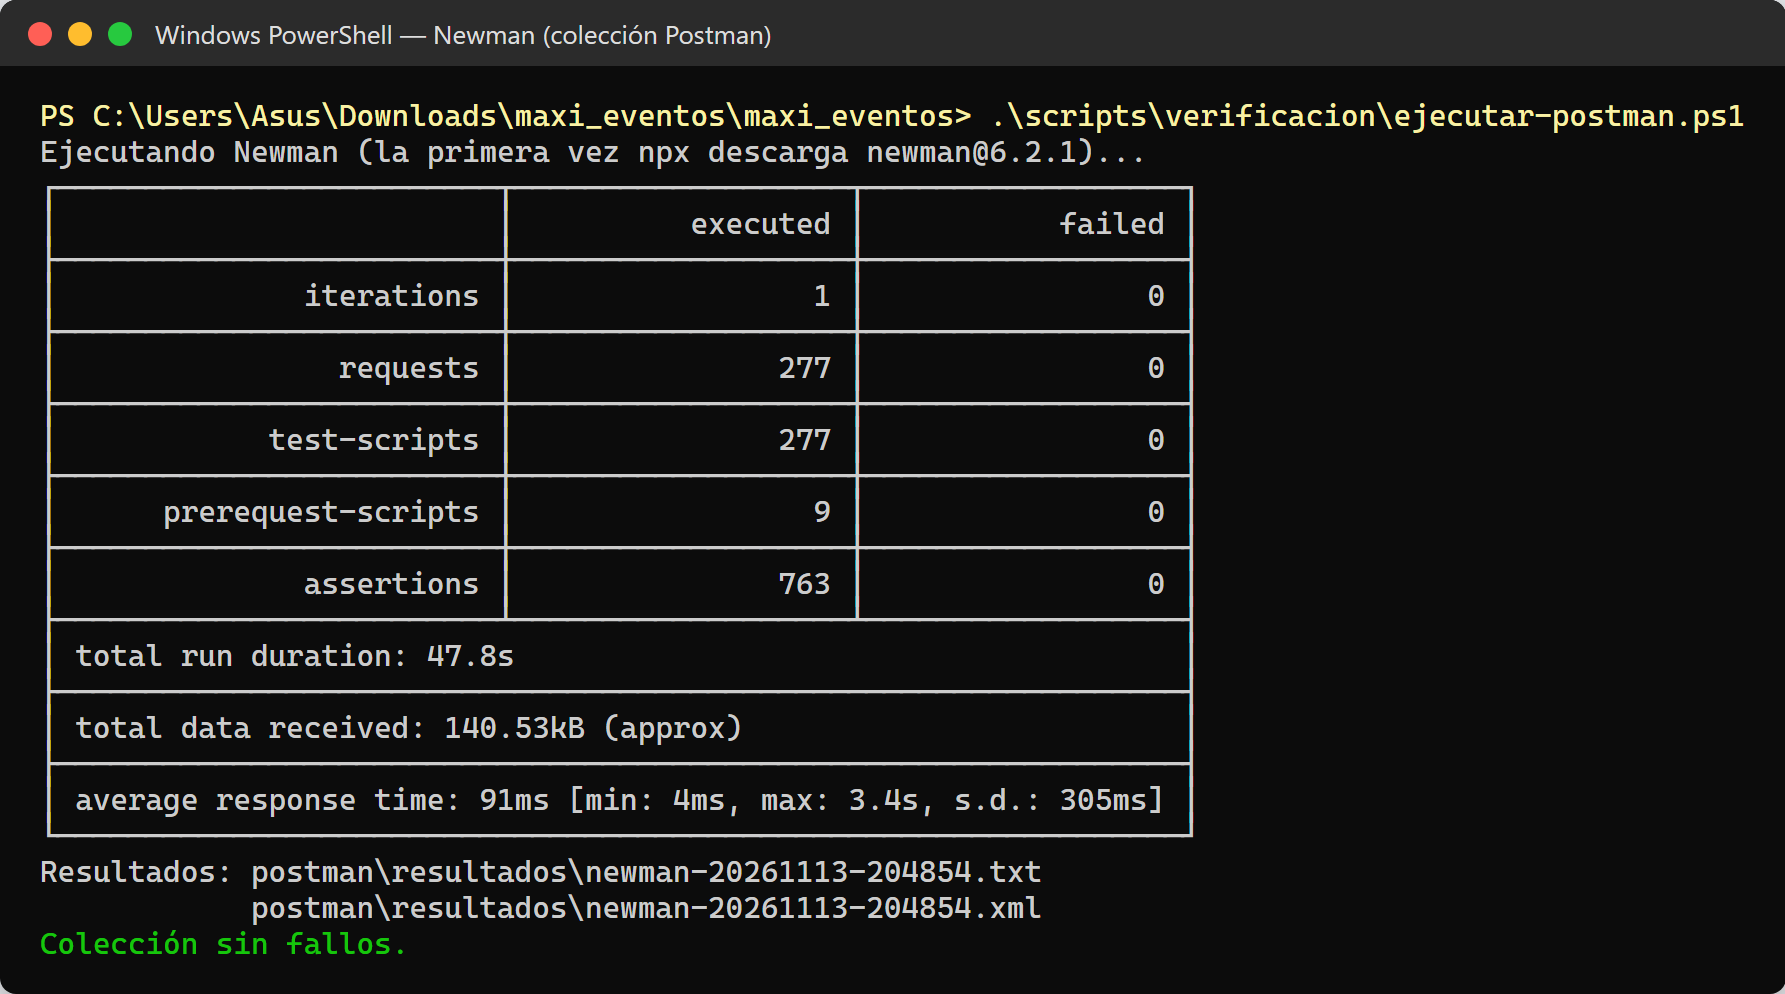 Windows PowerShell — Newman (colección Postman)
PS C:\Users\Asus\Downloads\maxi_eventos\maxi_eventos> .\scripts\verificacion\ejecutar-postman.ps1
Ejecutando Newman (la primera vez npx descarga newman@6.2.1)...
executed failed
iterations 1 0
requests 277 0
test-scripts 277 0
prerequest-scripts 9 0
assertions 763 0
total run duration: 47.8s
total data received: 140.53kB (approx)
average response time: 91ms [min: 4ms, max: 3.4s, s.d.: 305ms]
Resultados: postman\resultados\newman-20261113-204854.txt
postman\resultados\newman-20261113-204854.xml
Colección sin fallos.